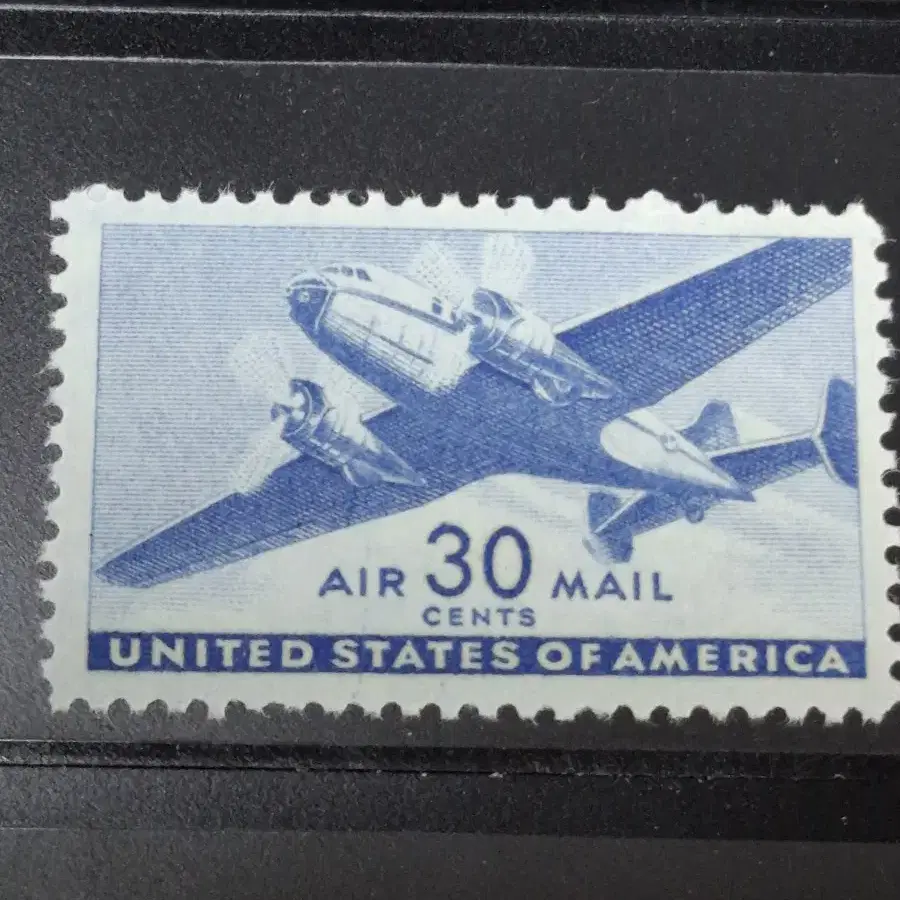 AIR 30 MAIL
CENTS
UNITED STATES OF AMERICA